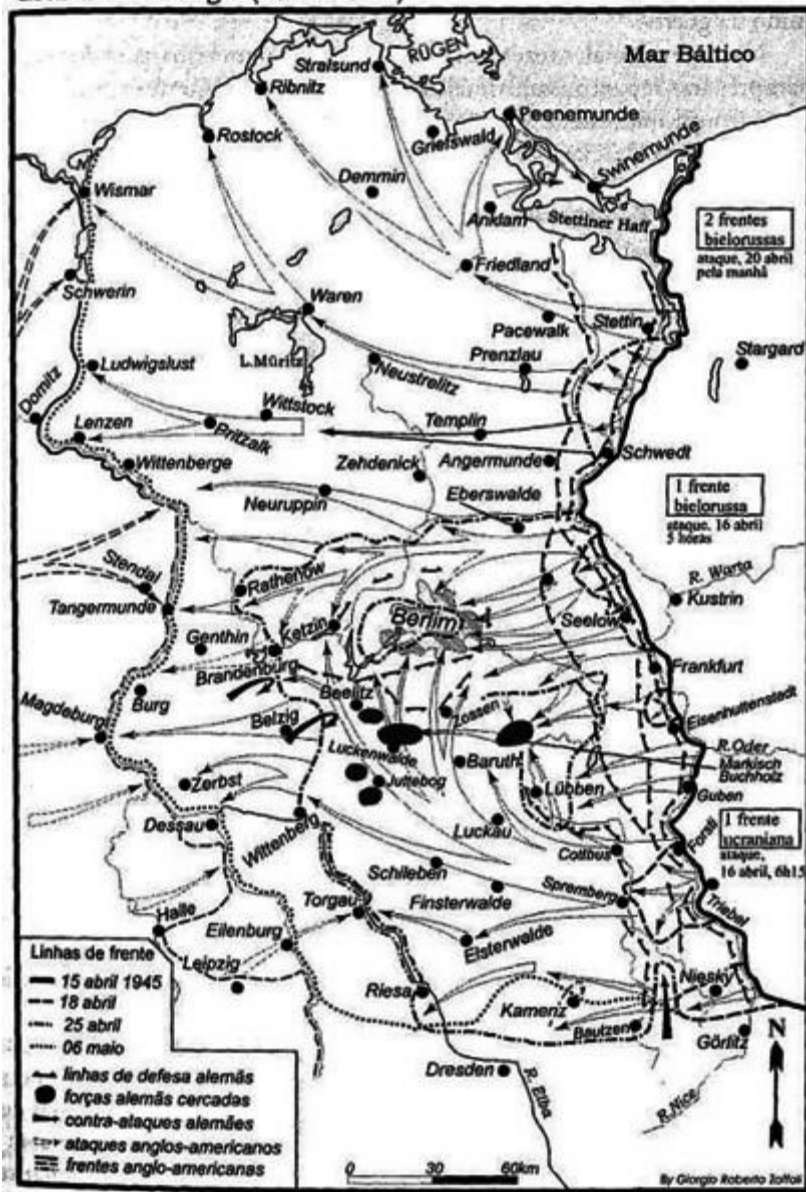 Mar Báltico
RÜGEN
Stralsund
Ribnitz
Peenemunde
Rostock
Griefswald
Swinemunde
Demmin
Wismar
Anklam
Stettiner Haff
2 frentes
bielorussas
ataque, 20 abril
pela manhã
Friedland
Schwerin
Waren
Pacewalk
Stettin
L.Müritz
Prenzlau
Stargard
Ludwigslust
Neustrelitz
Domitz
Wittstock
Lenzen
Pritzalk
Templin
Wittenberge
Zehdenick
Angermunde
Schwedt
1 frente
bielorussa
ataque, 16 abril
5 horas
Neuruppin
Eberswalde
R. Warta
Stendal
Rathenow
Kustrin
Tangermunde
Berlim
Seelow
Genthin
Ketzin
Brandenburg
Frankfurt
Burg
Beelitz
Zossen
Eisenhuttenstadt
Magdeburg
Belzig
R.Oder
Luckenwalde
Baruth
Markisch
Buchholz
Zerbst
Juttebog
Lübben
Guben
Dessau
Wittenberg
Luckau
1 frente
ucraniana
ataque,
16 abril, 6h15
Forst
Cottbus
Schileben
Spremberg
Triebel
Halle
Torgau
Finsterwalde
Eilenburg
Elsterwalde
Leipzig
Riesa
Kamenz
Niesky
Bautzen
Görlitz
N
Dresden
R. Elba
R.Nice
Linhas de frente
15 abril 1945
18 abril
25 abril
06 maio
linhas de defesa alemãs
forças alemãs cercadas
contra-ataques alemães
ataques anglos-americanos
frentes anglo-americanas
0 30 60km
By Giorgio Roberto